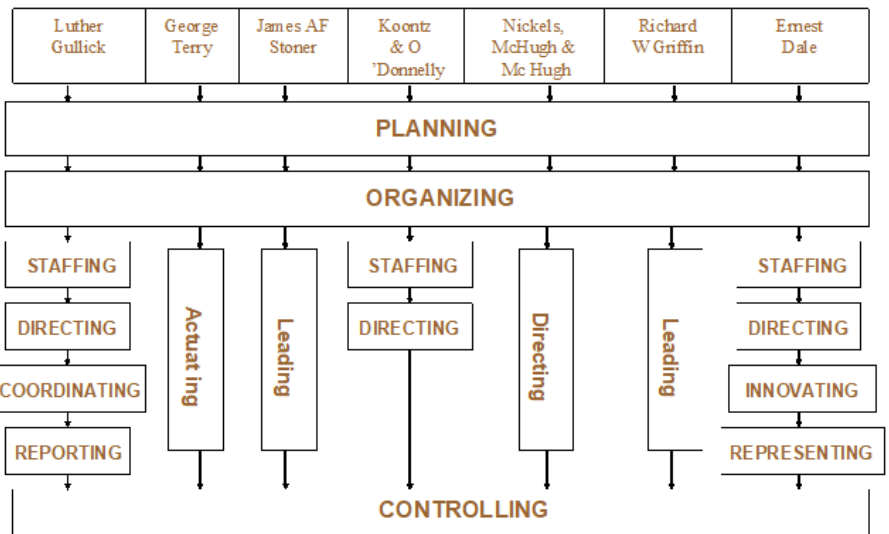 Luther
Gullick
George
Terry
James AF
Stoner
Koontz
& O
'Donnelly
Nickels,
McHugh &
Mc Hugh
Richard
W Griffin
Ernest
Dale
PLANNING
ORGANIZING
STAFFING
DIRECTING
COORDINATING
REPORTING
Actuat ing
Leading
STAFFING
DIRECTING
Directing
Leading
STAFFING
DIRECTING
INNOVATING
REPRESENTING
CONTROLLING